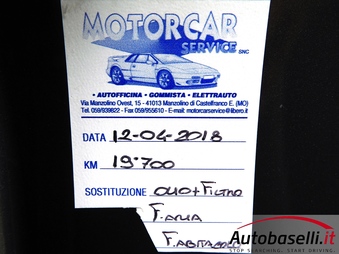 MOTORCAR
SERVICE SNC
• AUTOFFICINA • GOMMISTA • ELETTRAUTO
Via Manzolino Ovest, 15 - 41013 Manzolino di Castelfranco E. (MO)
Tel. 059/939822 - Fax 059/955610 - E-mail: motorcarservice@libero.it
DATA 12-04-2018
KM 19.700
SOSTITUZIONE OLIO + FILTRO
F. ARIA
F. ABITACOLO
Autobaselli.it
STOP SEARCHING. START DRIVING.